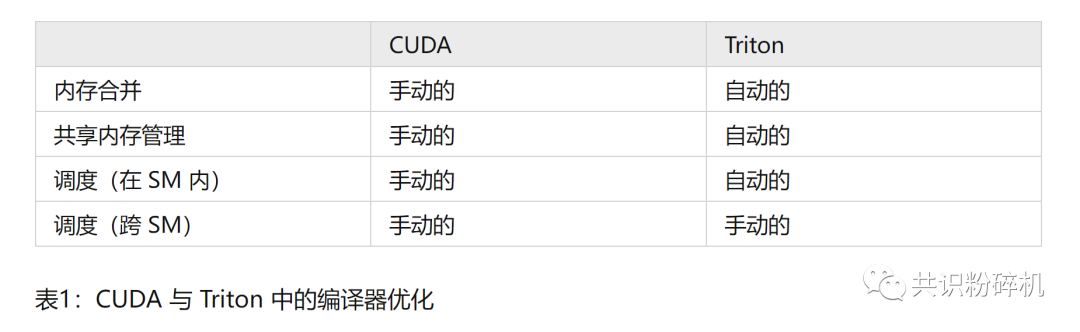 CUDA Triton
内存合并 手动的 自动的
共享内存管理 手动的 自动的
调度（在 SM 内） 手动的 自动的
调度（跨 SM） 手动的 手动的
表1：CUDA 与 Triton 中的编译器优化
共识粉碎机